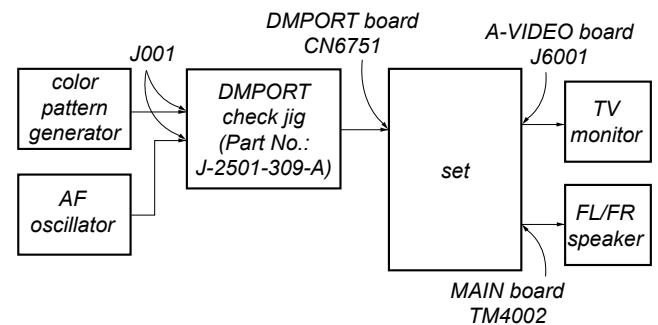 DMPORT board
CN6751
A-VIDEO board
J6001
J001
color
pattern
generator
DMPORT
check jig
(Part No.:
J-2501-309-A)
TV
monitor
set
AF
oscillator
FL/FR
speaker
MAIN board
TM4002